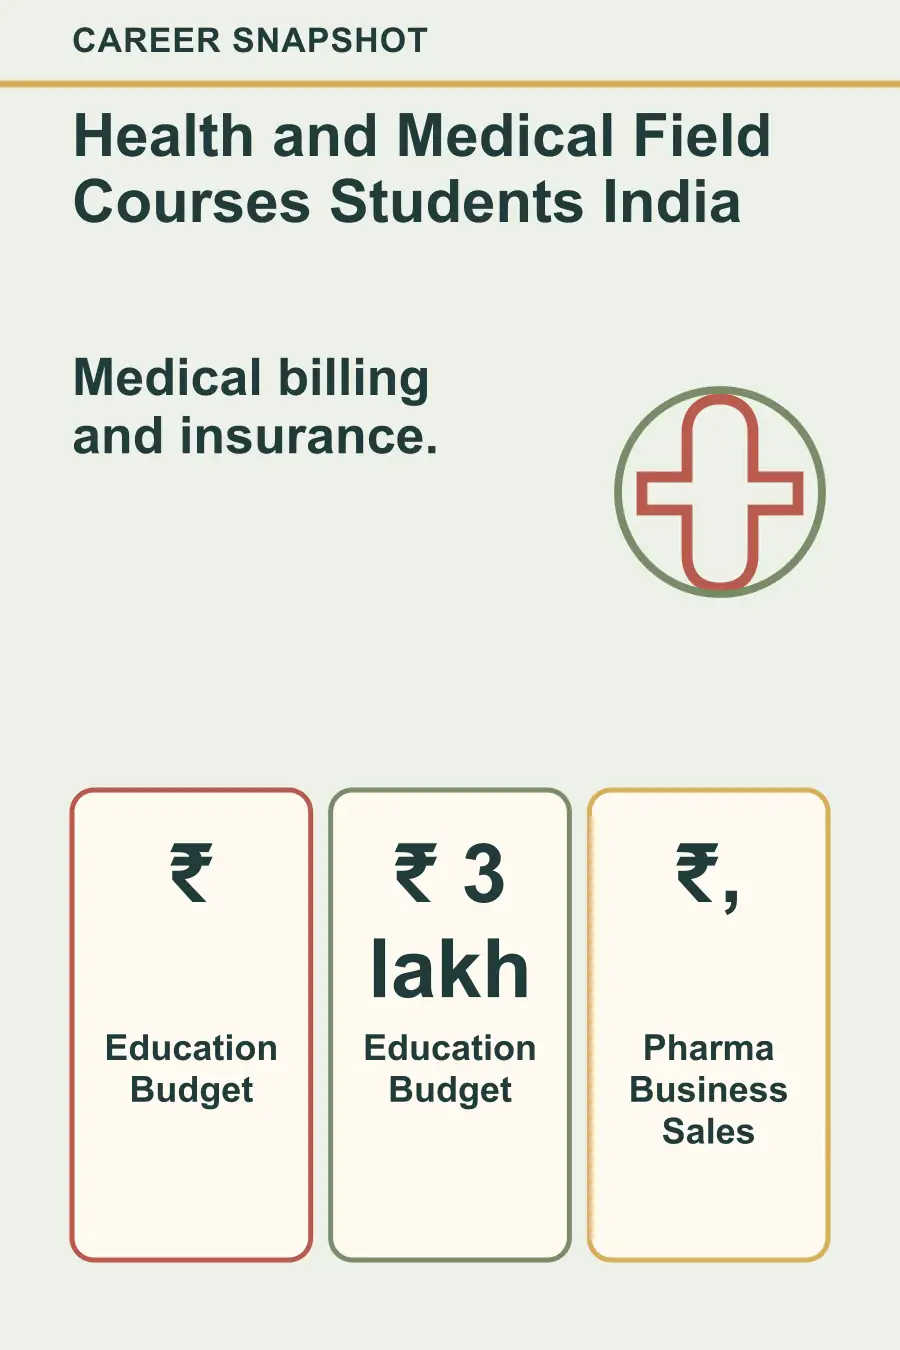 CAREER SNAPSHOT
Health and Medical Field
Courses Students India
Medical billing
and insurance.
₹
Education
Budget
₹ 3
lakh
Education
Budget
₹,
Pharma
Business
Sales